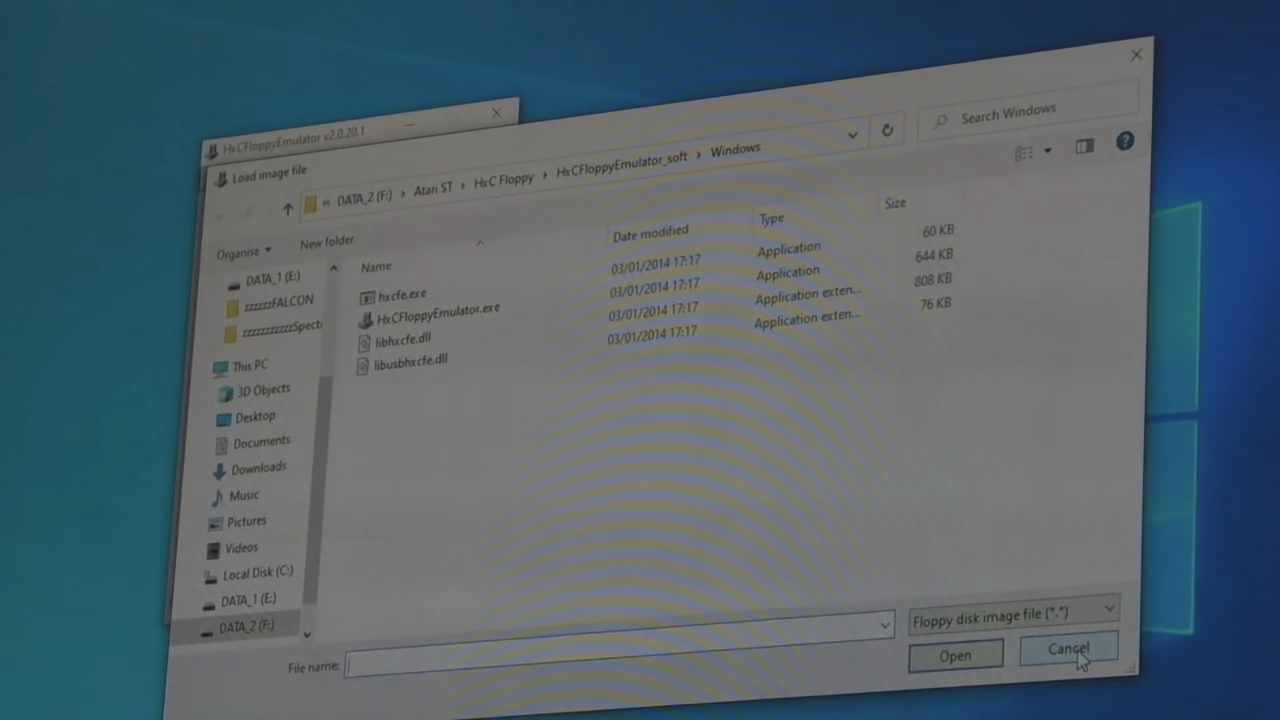 HxCFloppyEmulator v2.0.20.1
Load image file
« DATA_2 (F:) › Atari ST › HxC Floppy › HxCFloppyEmulator_soft › Windows
Search Windows
Organise
New folder
Name
Date modified
Type
Size
hxcfe.exe
03/01/2014 17:17
Application
60 KB
HxCFloppyEmulator.exe
03/01/2014 17:17
Application
644 KB
libhxcfe.dll
03/01/2014 17:17
Application exten...
808 KB
libusbhxcfe.dll
03/01/2014 17:17
Application exten...
76 KB
DATA_1 (E:)
zzzzzzFALCON
zzzzzzzzzzzSpectr
This PC
3D Objects
Desktop
Documents
Downloads
Music
Pictures
Videos
Local Disk (C:)
DATA_1 (E:)
DATA_2 (F:)
File name:
Floppy disk image file (*.*)
Open
Cancel